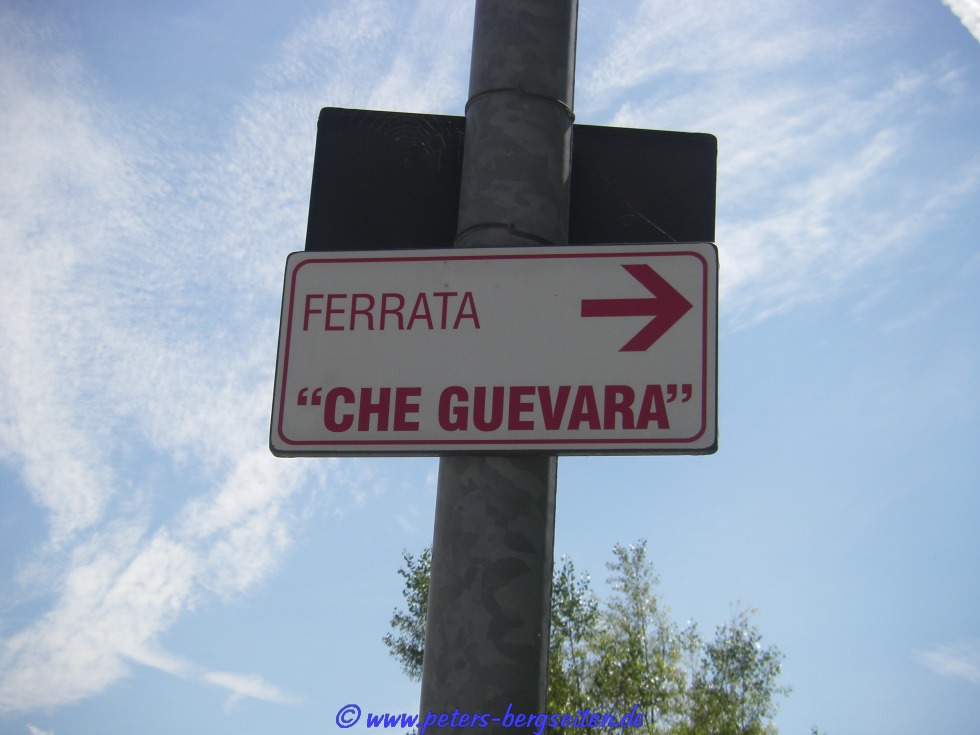 FERRATA
“CHE GUEVARA”
© www.peters-bergseiten.de